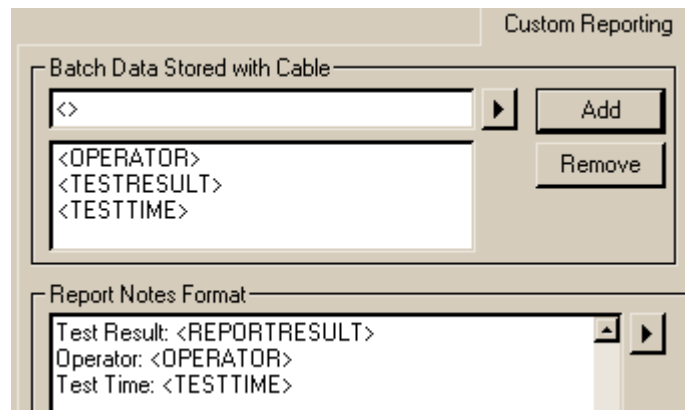 Custom Reporting
Batch Data Stored with Cable
<>
Add
<OPERATOR>
<TESTRESULT>
<TESTTIME>
Remove
Report Notes Format
Test Result: <REPORTRESULT>
Operator: <OPERATOR>
Test Time: <TESTTIME>